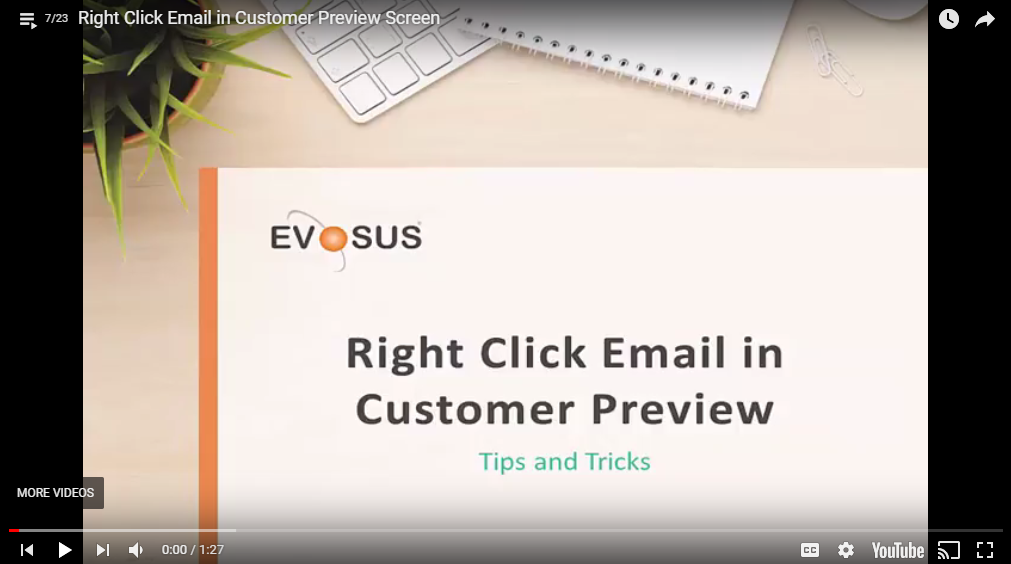 7/23 Right Click Email in Customer Preview Screen
EVOSUS
Right Click Email in
Customer Preview
Tips and Tricks
MORE VIDEOS
0:00 / 1:27
CC
YouTube